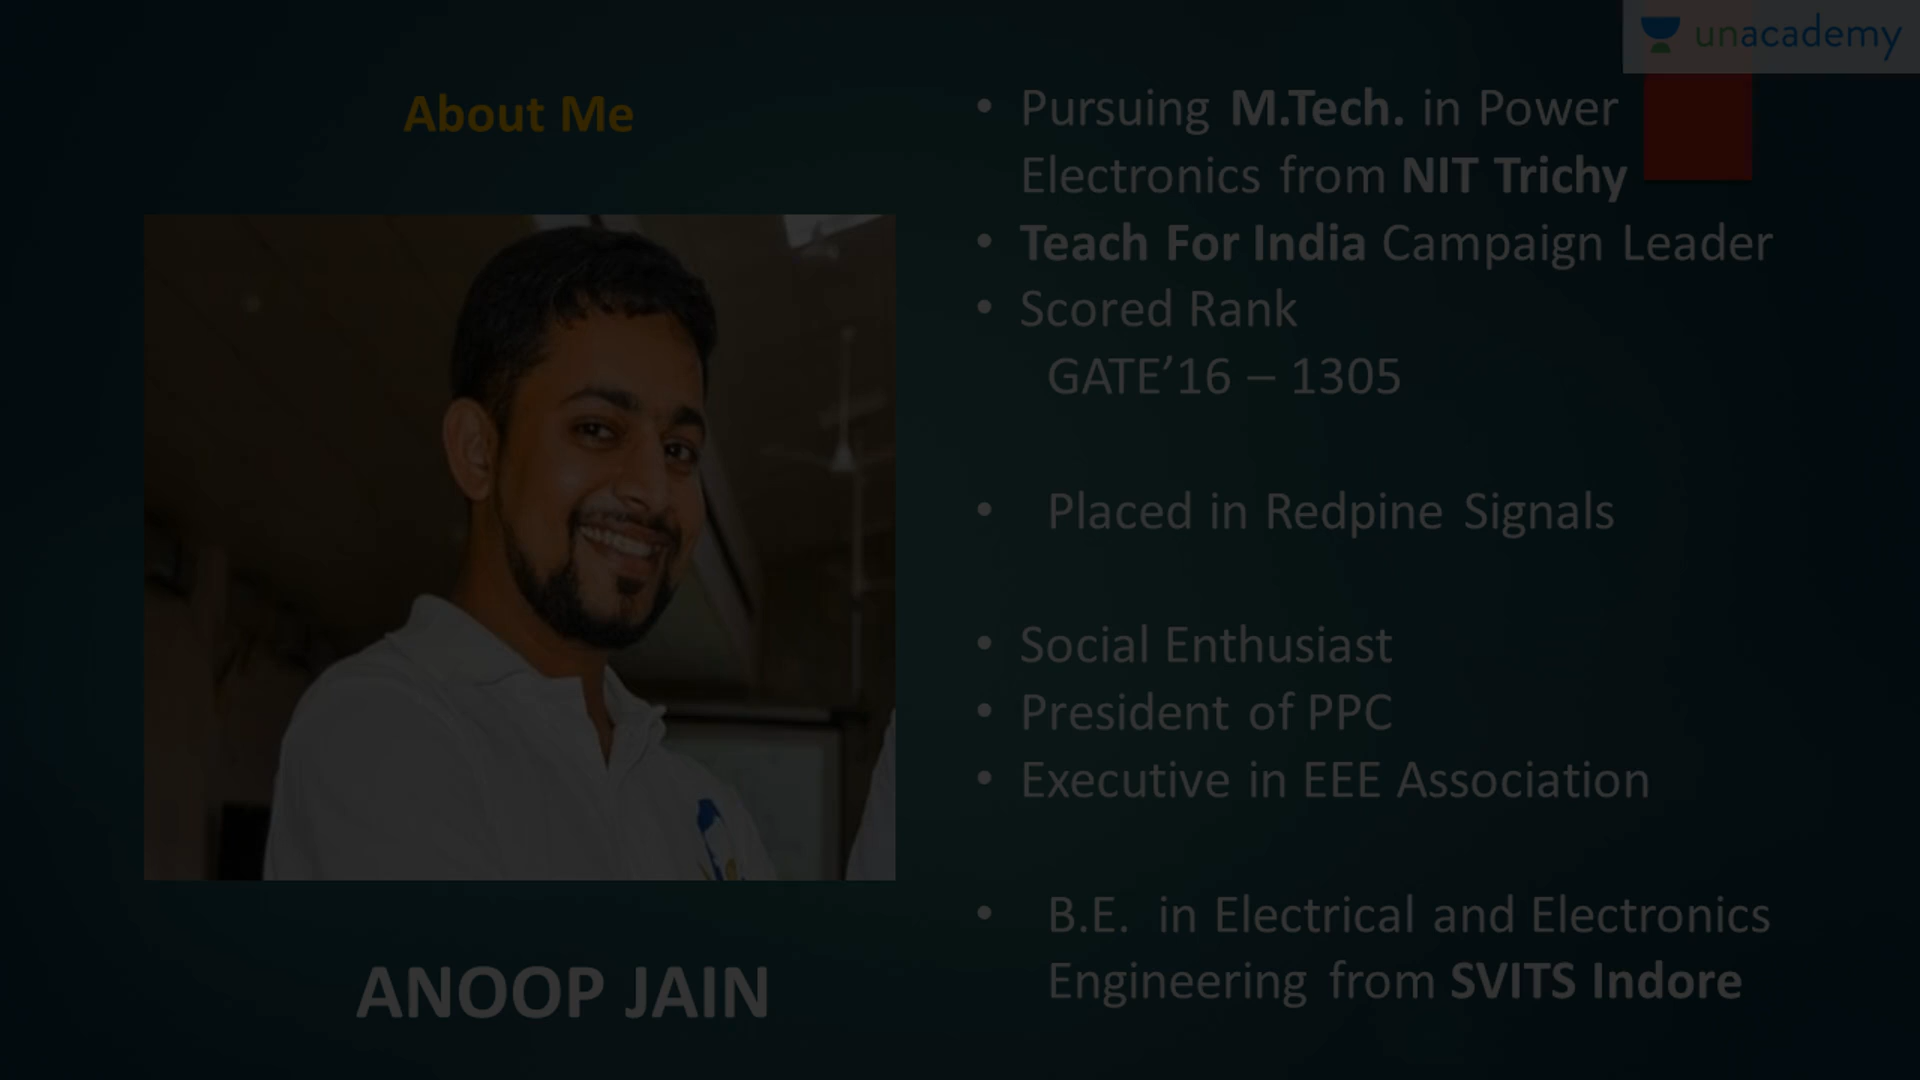 unacademy
About Me
• Pursuing M.Tech. in Power
Electronics from NIT Trichy
• Teach For India Campaign Leader
• Scored Rank
GATE’16 – 1305
• Placed in Redpine Signals
• Social Enthusiast
• President of PPC
• Executive in EEE Association
• B.E. in Electrical and Electronics
Engineering from SVITS Indore
ANOOP JAIN